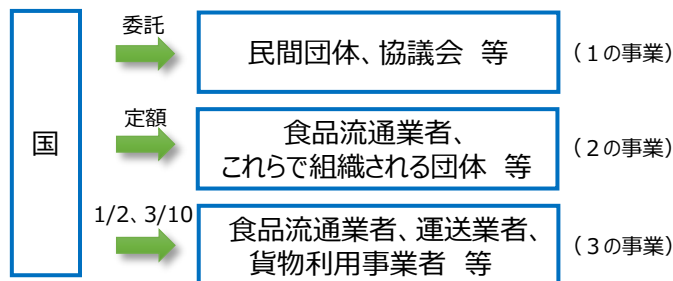 国
委託
民間団体、協議会 等
（１の事業）
定額
食品流通業者、
これらで組織される団体 等
（２の事業）
1/2、3/10
食品流通業者、運送業者、
貨物利用事業者 等
（３の事業）